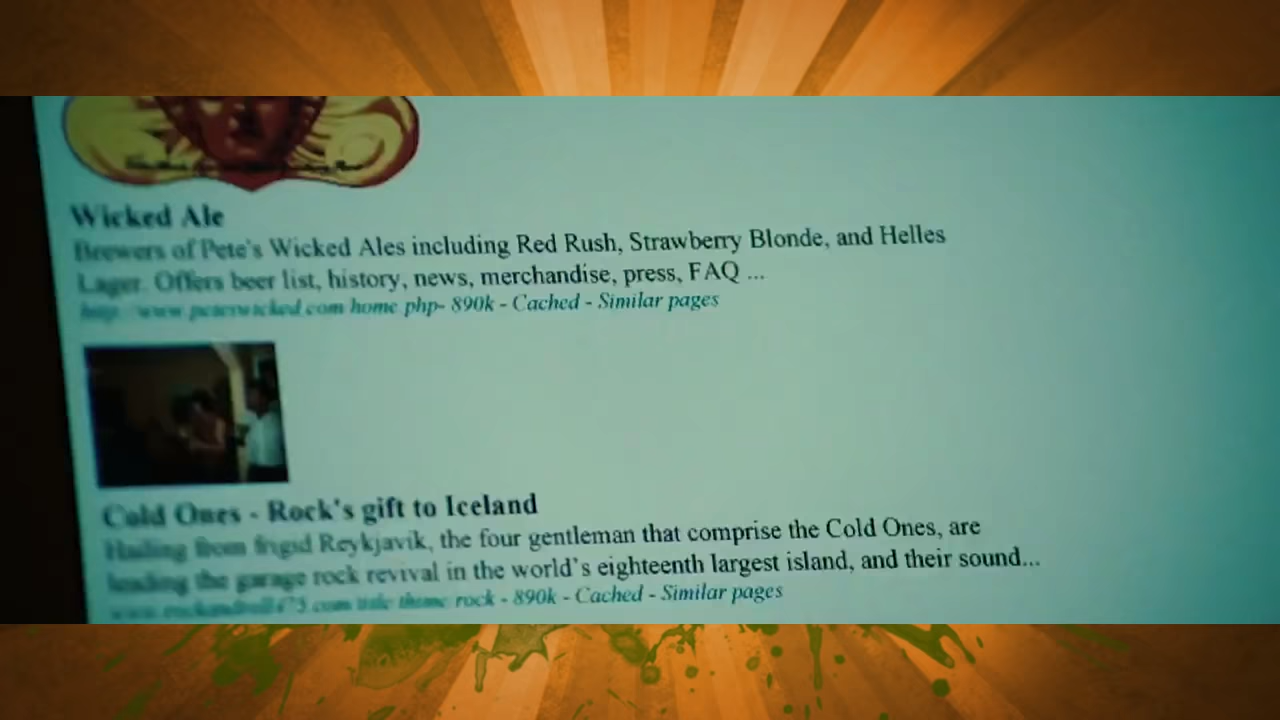 Wicked Ale
Brewers of Pete's Wicked Ales including Red Rush, Strawberry Blonde, and Helles
Lager. Offers beer list, history, news, merchandise, press, FAQ ...
home php- 890k - Cached - Similar pages
Cold Ones - Rock's gift to Iceland
Hailing from frigid Reykjavik, the four gentleman that comprise the Cold Ones, are
leading the garage rock revival in the world's eighteenth largest island, and their sound...
rock - 890k - Cached - Similar pages